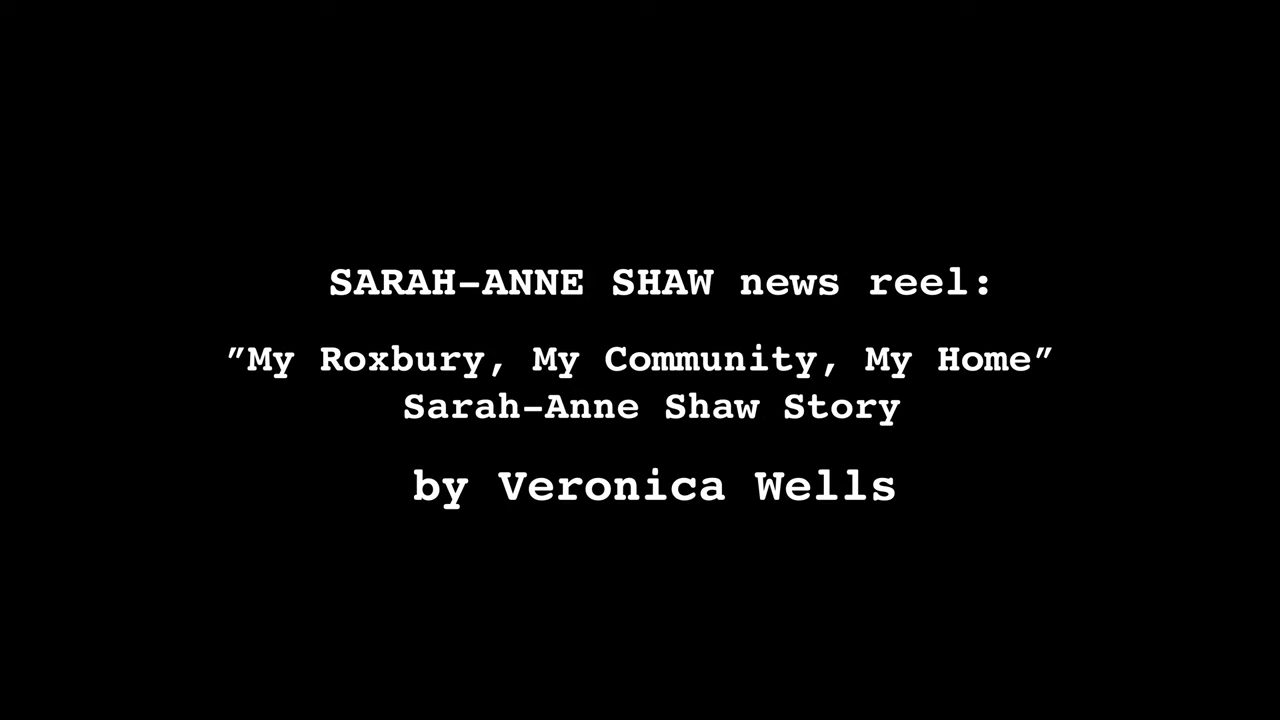 SARAH-ANNE SHAW news reel:
”My Roxbury, My Community, My Home”
Sarah-Anne Shaw Story
by Veronica Wells